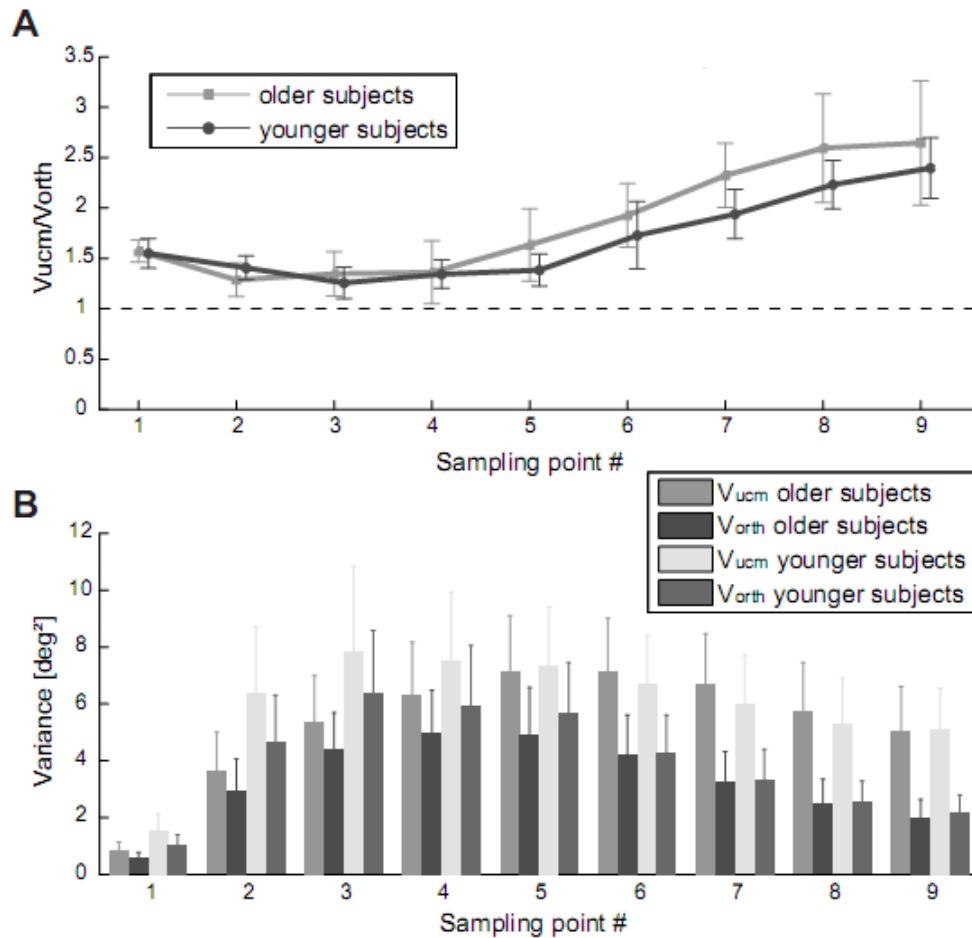 A
3.5
3
2.5
2
1.5
1
0.5
0
Vucm/Vorth
older subjects
younger subjects
1 2 3 4 5 6 7 8 9
Sampling point #
B
Vucm older subjects
Vorth older subjects
Vucm younger subjects
Vorth younger subjects
12
10
8
6
4
2
0
Variance [deg²]
1 2 3 4 5 6 7 8 9
Sampling point #